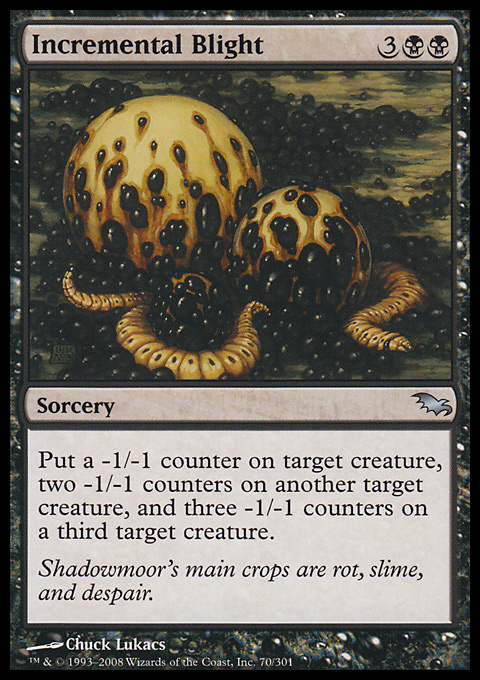 Incremental Blight 3
Sorcery
Put a -1/-1 counter on target creature,
two -1/-1 counters on another target
creature, and three -1/-1 counters on
a third target creature.
Shadowmoor's main crops are rot, slime,
and despair.
Chuck Lukacs
™ & © 1993–2008 Wizards of the Coast, Inc. 70/301